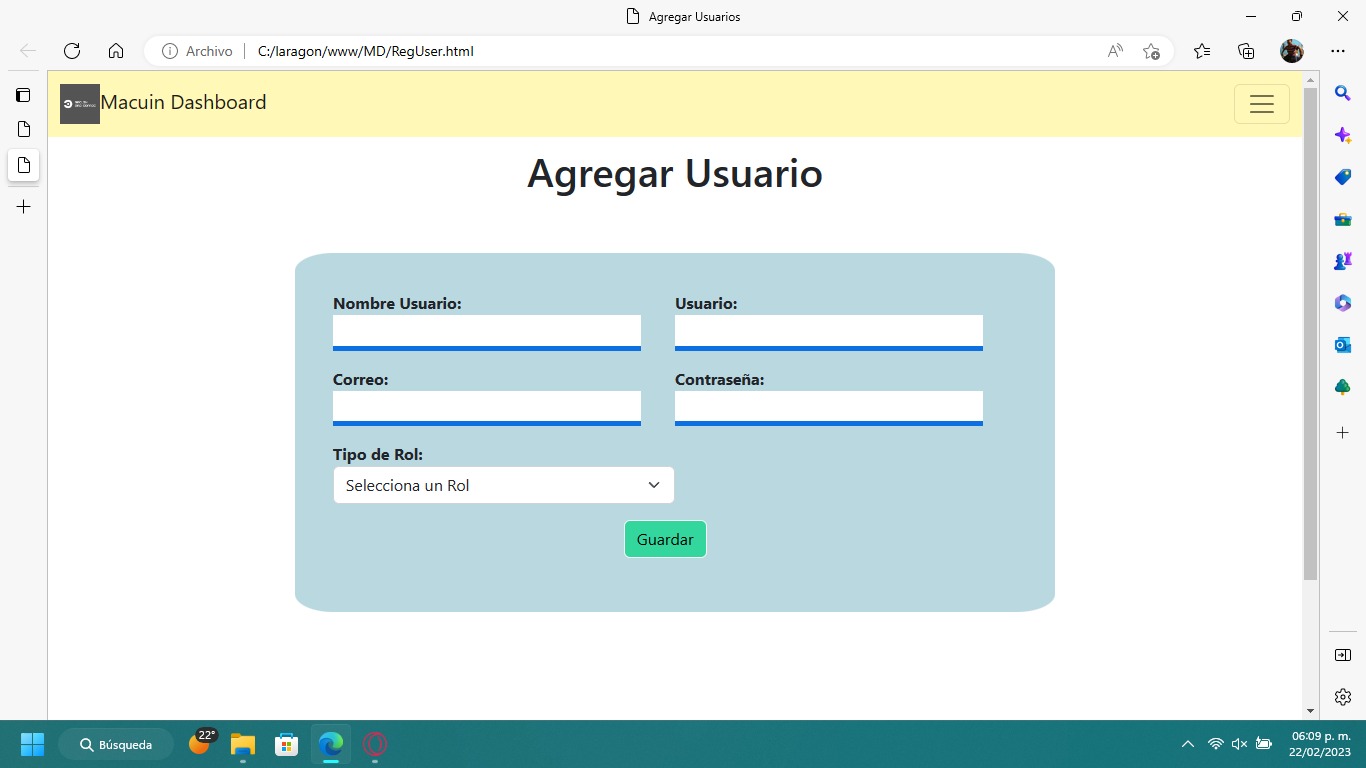 Agregar Usuarios
Archivo
C:/laragon/www/MD/RegUser.html
Macuin Dashboard
Agregar Usuario
Nombre Usuario:
Usuario:
Correo:
Contraseña:
Tipo de Rol:
Selecciona un Rol
Guardar
22°
Búsqueda
06:09 p. m.
22/02/2023